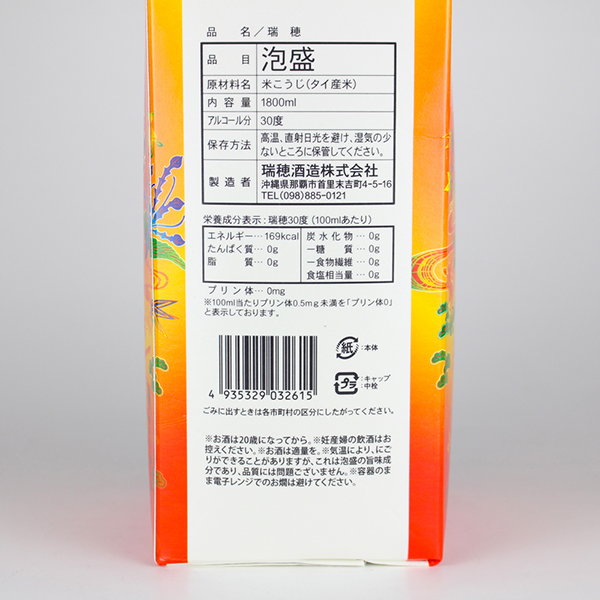 品 名／瑞 穂
品 目 泡盛
原材料名 米こうじ(タイ産米)
内 容 量 1800ml
アルコール分 30度
保存方法 高温、直射日光を避け、湿気の少
ないところに保管してください。
製 造 者 瑞穂酒造株式会社
沖縄県那覇市首里末吉町4-5-16
TEL(098)885-0121
栄養成分表示：瑞穂30度 (100mlあたり)
エネルギー…169kcal 炭 水 化 物 … 0g
たんぱく質… 0g ー糖 質… 0g
脂 質… 0g ー食物繊維… 0g
食塩相当量… 0g
プ リ ン 体… 0mg
※100ml当たりプリン体0.5mg未満を「プリン体0」
と表示しております。
紙 :本体
プラ :キャップ
中栓
4 935329 032615
ごみに出すときは各市町村の区分にしたがってください。
※お酒は20歳になってから。※妊産婦の飲酒はお
控えください。※お酒は適量を。※気温により、にご
りができることがありますが、これは泡盛の旨味成
分であり、品質には問題ございません。※容器のま
ま電子レンジでのお燗は避けてください。